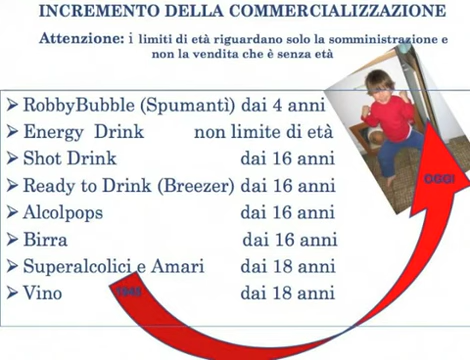 INCREMENTO DELLA COMMERCIALIZZAZIONE
Attenzione: i limiti di età riguardano solo la somministrazione e
non la vendita che è senza età
➢ RobbyBubble (Spumantì) dai 4 anni
➢ Energy Drink non limite di età
➢ Shot Drink dai 16 anni
➢ Ready to Drink (Breezer) dai 16 anni
➢ Alcolpops dai 16 anni
➢ Birra dai 16 anni
➢ Superalcolici e Amari dai 18 anni
➢ Vino dai 18 anni
OGGI